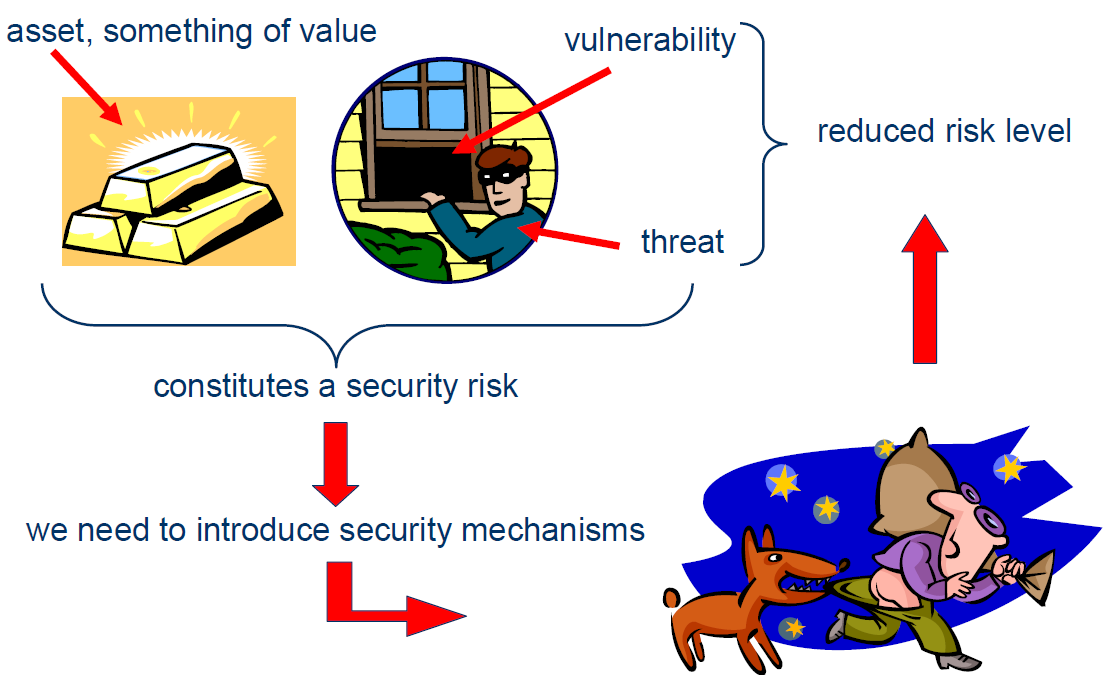 asset, something of value
vulnerability
reduced risk level
threat
constitutes a security risk
we need to introduce security mechanisms